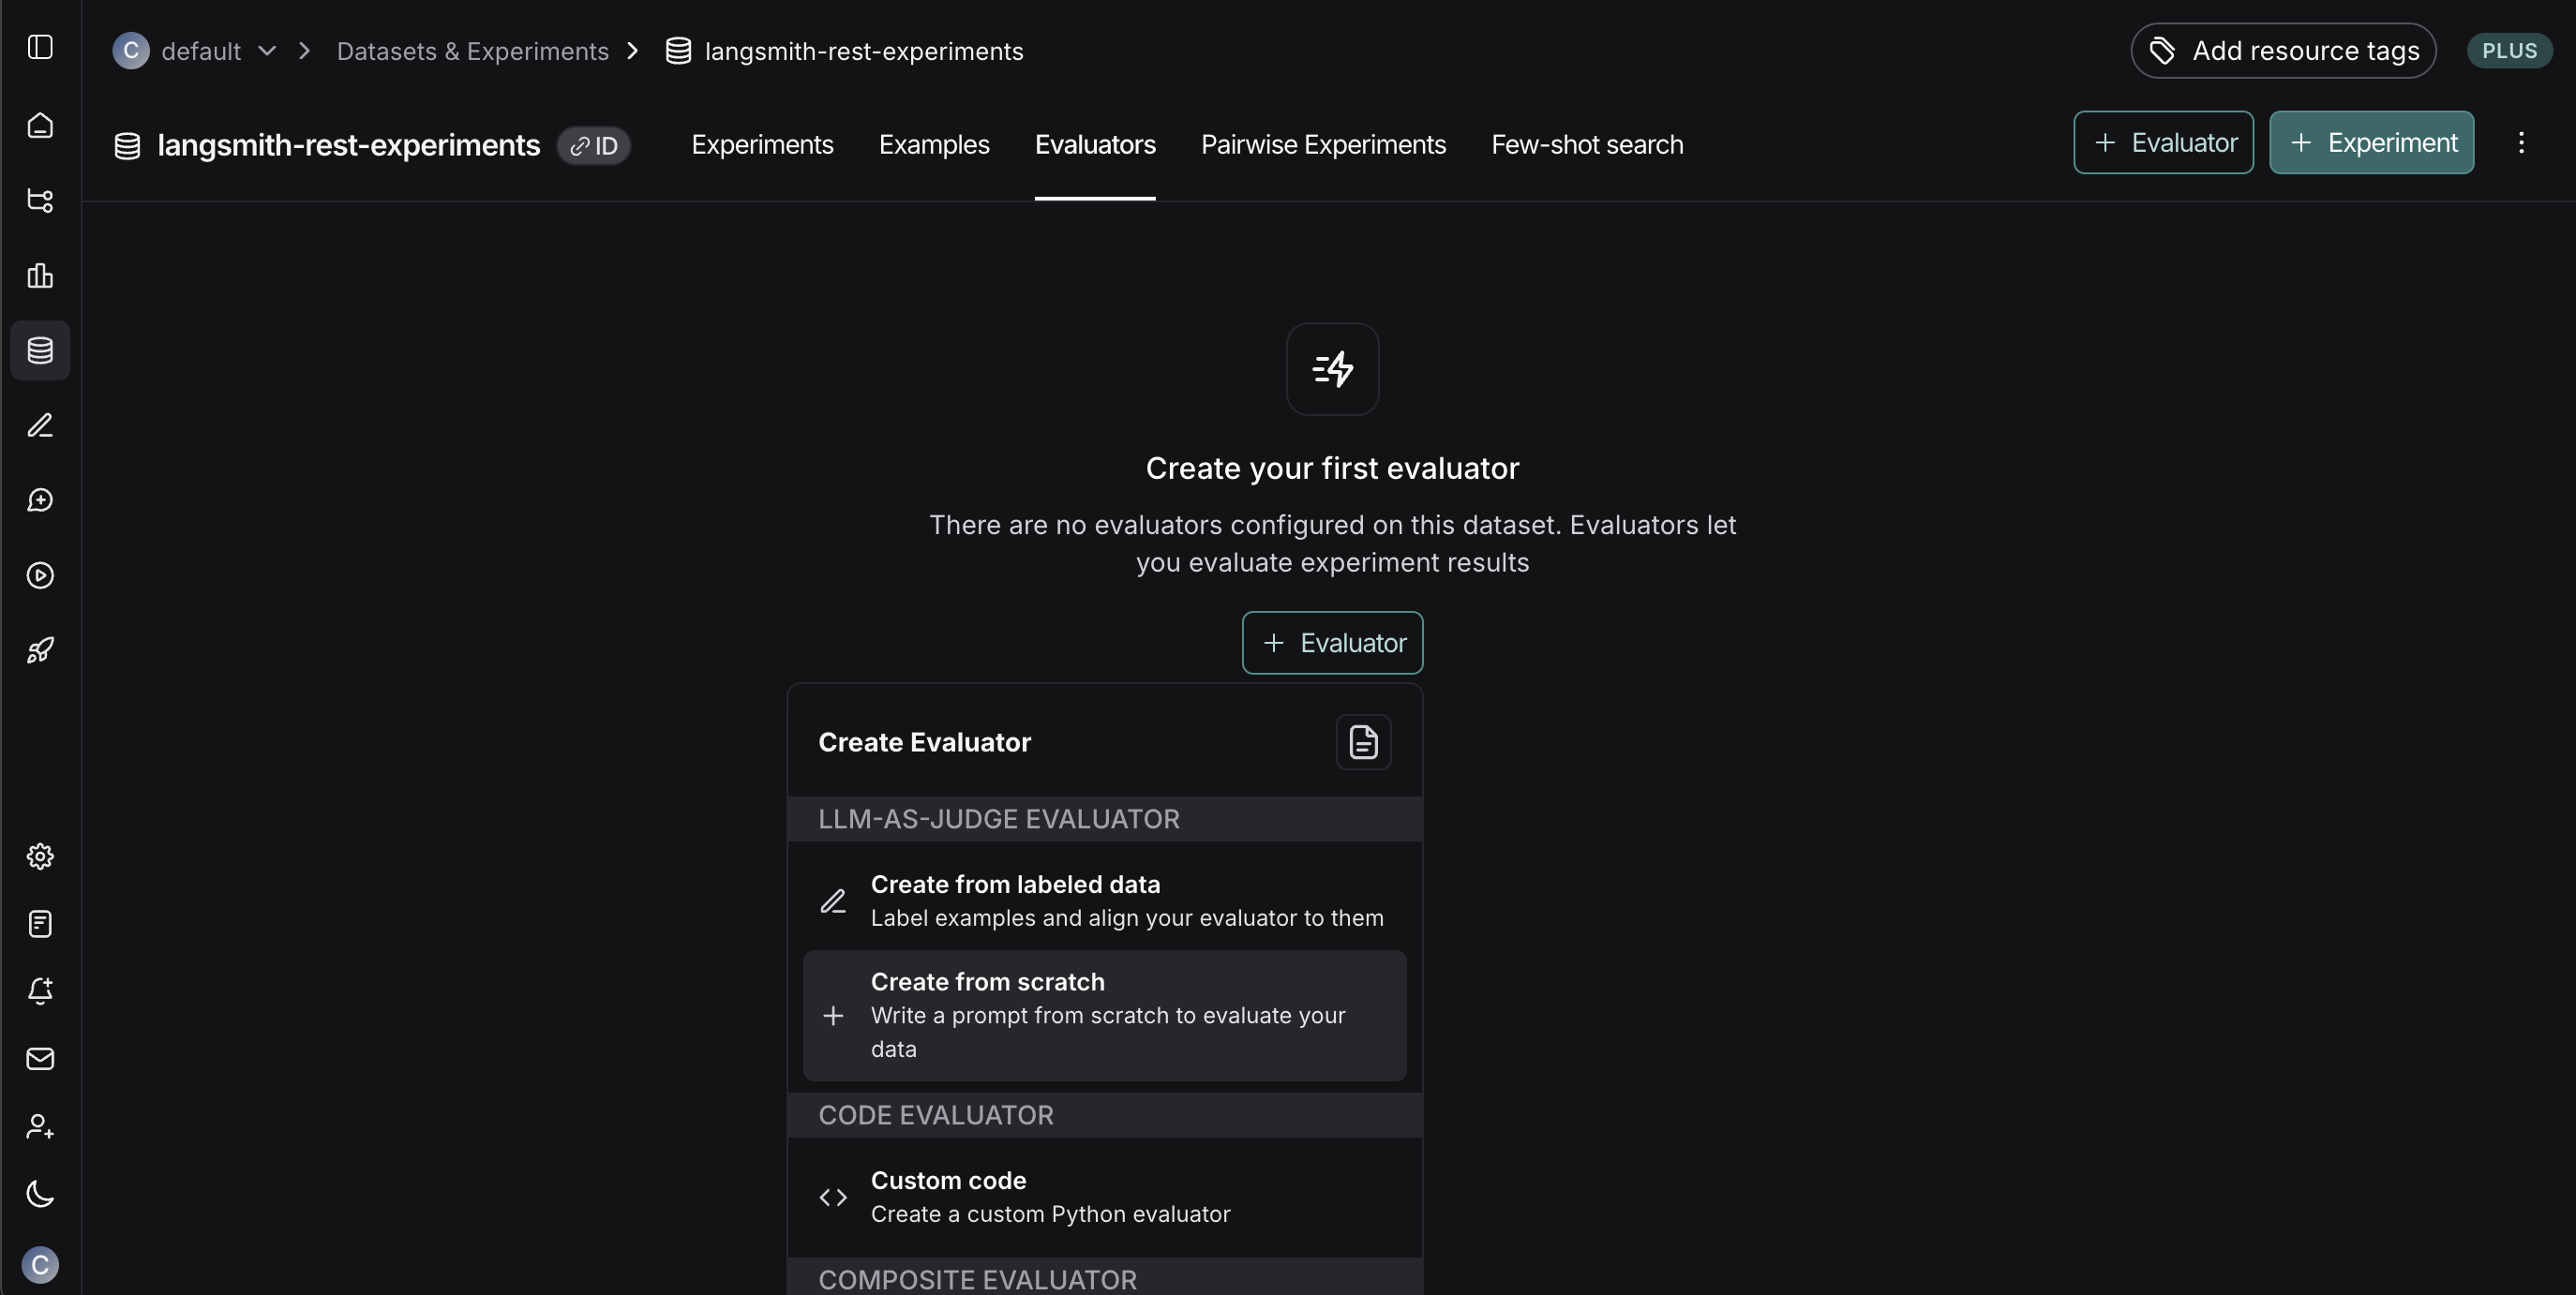 C default > Datasets & Experiments > langsmith-rest-experiments
Add resource tags
PLUS
langsmith-rest-experiments
ID
Experiments
Examples
Evaluators
Pairwise Experiments
Few-shot search
+ Evaluator
+ Experiment
Create your first evaluator
There are no evaluators configured on this dataset. Evaluators let
you evaluate experiment results
+ Evaluator
Create Evaluator
LLM-AS-JUDGE EVALUATOR
Create from labeled data
Label examples and align your evaluator to them
Create from scratch
Write a prompt from scratch to evaluate your
data
CODE EVALUATOR
Custom code
Create a custom Python evaluator
COMPOSITE EVALUATOR
C